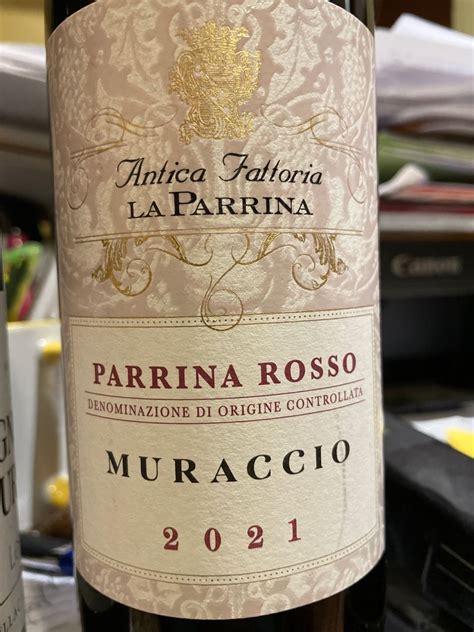 Antica Fattoria
LA PARRINA
PARRINA ROSSO
DENOMINAZIONE DI ORIGINE CONTROLLATA
MURACCIO
2021
Canon